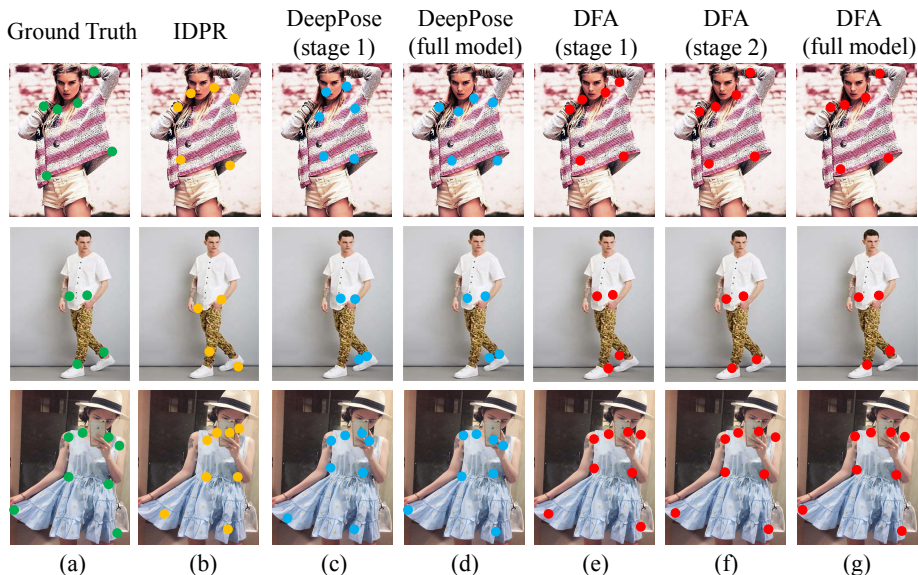 Ground Truth
IDPR
DeepPose
(stage 1)
DeepPose
(full model)
DFA
(stage 1)
DFA
(stage 2)
DFA
(full model)
(a)
(b)
(c)
(d)
(e)
(f)
(g)